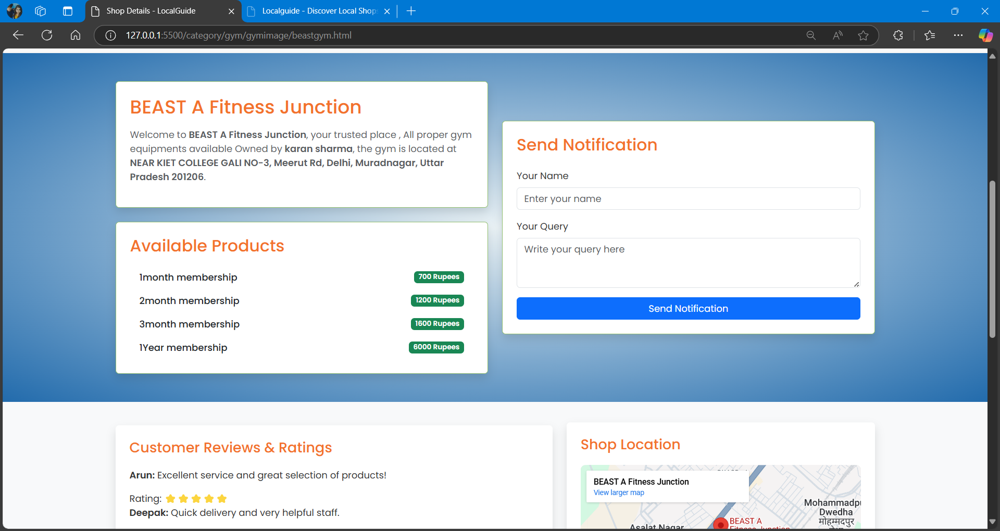 Shop Details - LocalGuide
Localguide - Discover Local Shop
127.0.0.1:5500/category/gym/gymimage/beastgym.html
BEAST A Fitness Junction
Welcome to BEAST A Fitness Junction, your trusted place , All proper gym
equipments available Owned by karan sharma, the gym is located at
NEAR KIET COLLEGE GALI NO-3, Meerut Rd, Delhi, Muradnagar, Uttar
Pradesh 201206.
Available Products
1month membership 700 Rupees
2month membership 1200 Rupees
3month membership 1600 Rupees
1Year membership 6000 Rupees
Send Notification
Your Name
Enter your name
Your Query
Write your query here
Send Notification
Customer Reviews & Ratings
Arun: Excellent service and great selection of products!
Rating:
Deepak: Quick delivery and very helpful staff.
Shop Location
BEAST A Fitness Junction
View larger map
Mohammadpu
Dwedha
मोहम्मदपुर
Asalat Nagar
BEAST A
Fitness Junction